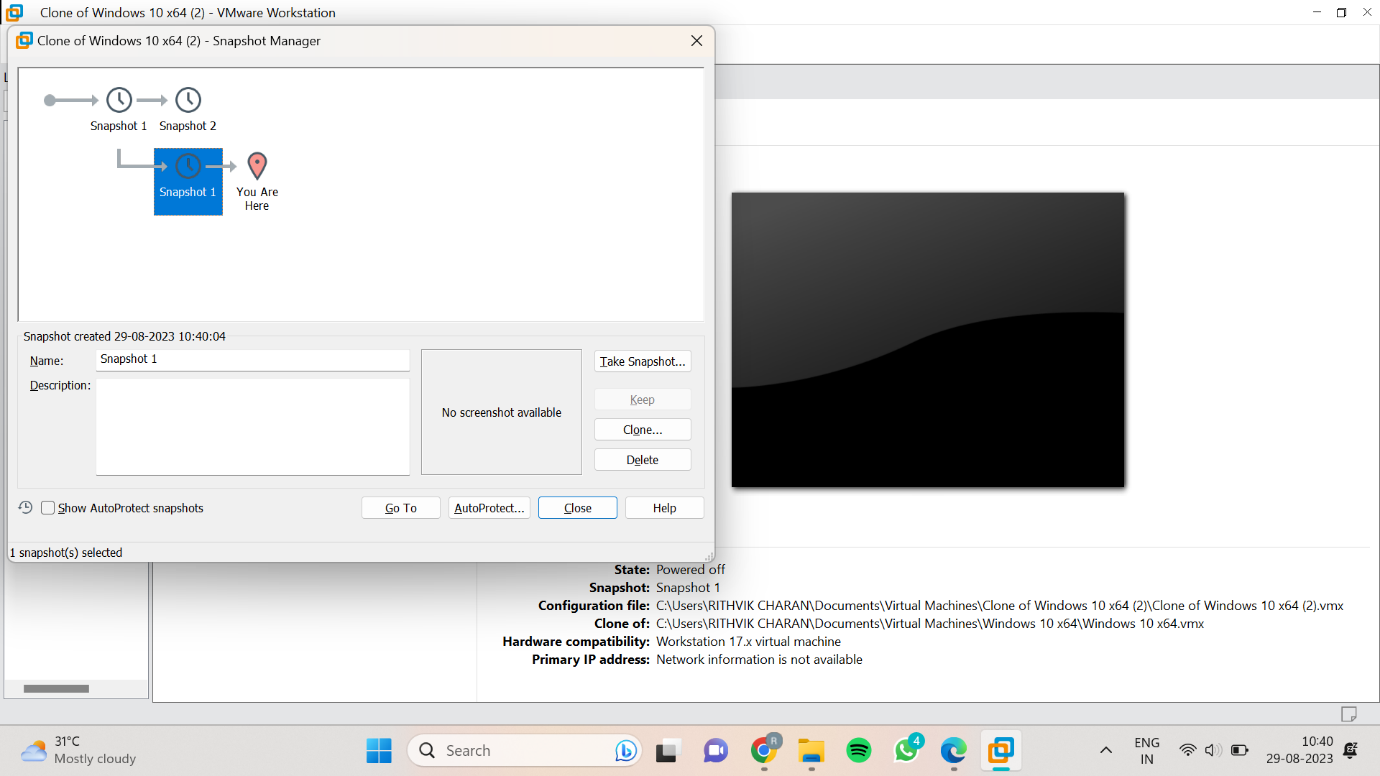 Clone of Windows 10 x64 (2) - VMware Workstation
Clone of Windows 10 x64 (2) - Snapshot Manager
Snapshot 1
Snapshot 2
Snapshot 1
You Are
Here
Snapshot created 29-08-2023 10:40:04
Name:
Snapshot 1
Description:
No screenshot available
Take Snapshot...
Keep
Clone...
Delete
Show AutoProtect snapshots
Go To
AutoProtect...
Close
Help
1 snapshot(s) selected
State: Powered off
Snapshot: Snapshot 1
Configuration file: C:\Users\RITHVIK CHARAN\Documents\Virtual Machines\Clone of Windows 10 x64 (2)\Clone of Windows 10 x64 (2).vmx
Clone of: C:\Users\RITHVIK CHARAN\Documents\Virtual Machines\Windows 10 x64\Windows 10 x64.vmx
Hardware compatibility: Workstation 17.x virtual machine
Primary IP address: Network information is not available
31°C
Mostly cloudy
Search
R
4
ENG
IN
10:40
29-08-2023